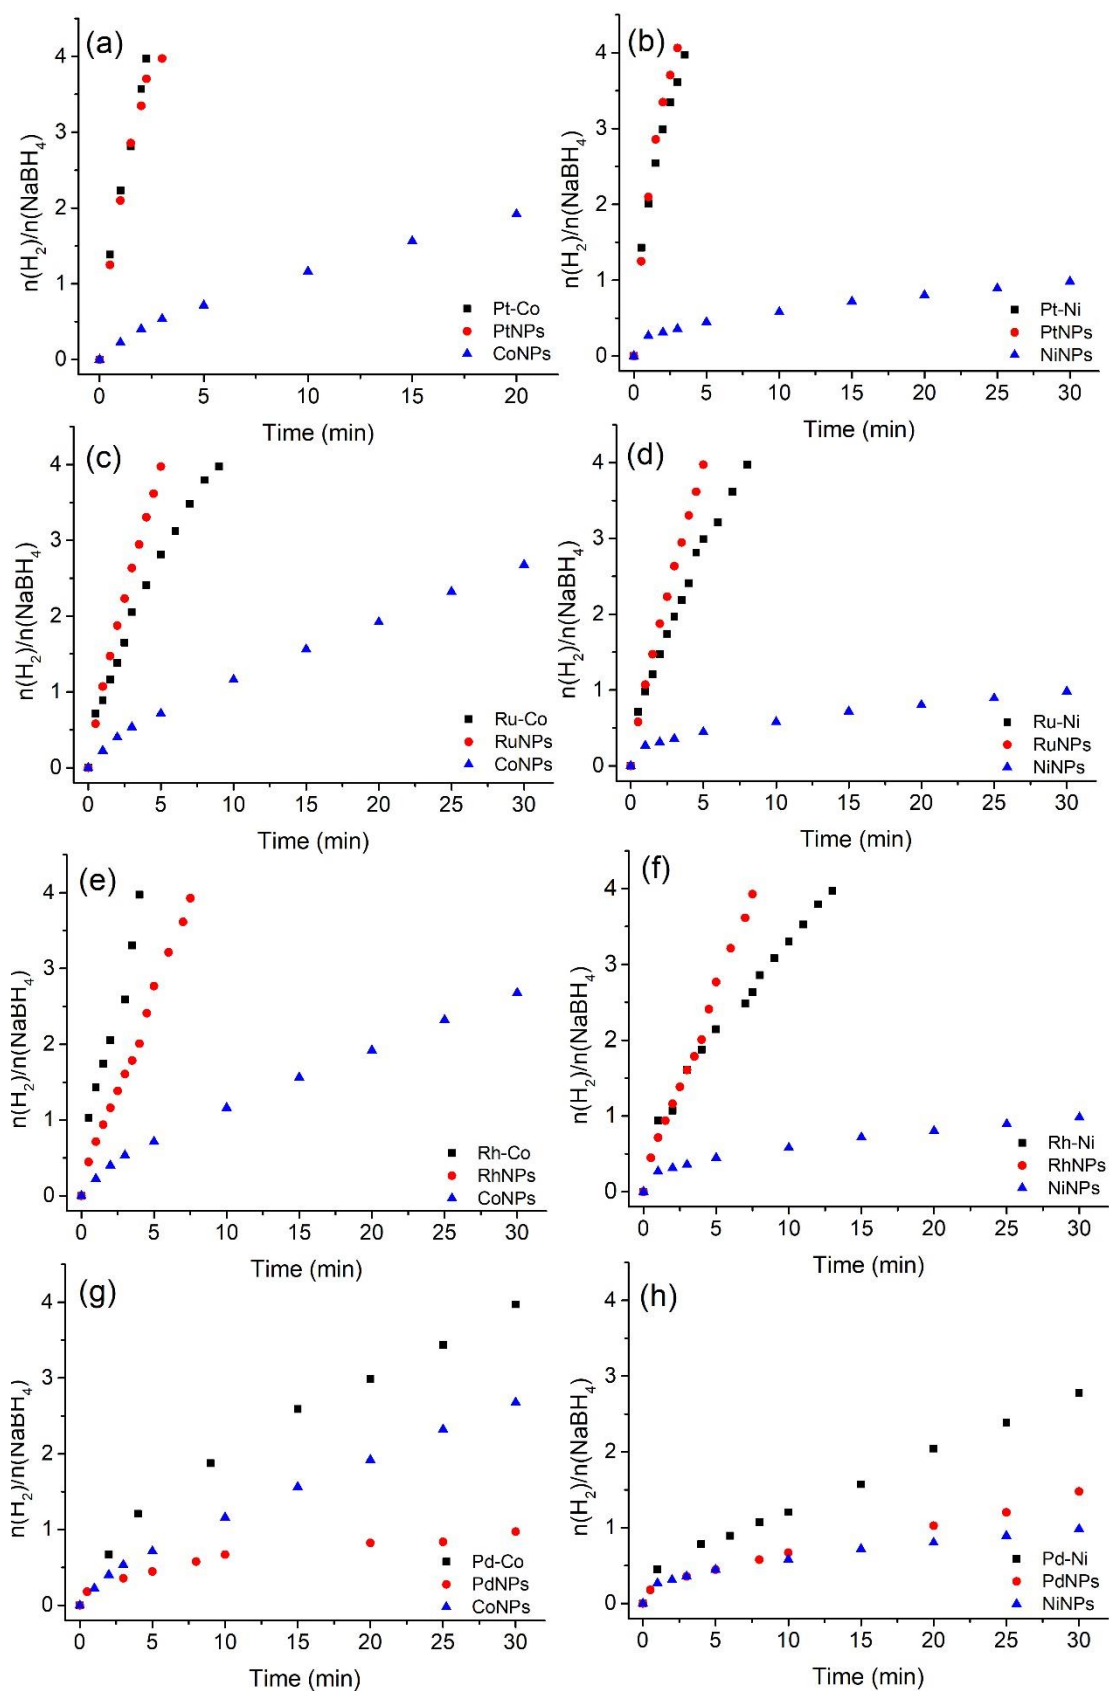 (a)
n(H2)/n(NaBH4)
4
3
2
1
0
Pt-Co
PtNPs
CoNPs
0 5 10 15 20
Time (min)
(b)
n(H2)/n(NaBH4)
4
3
2
1
0
Pt-Ni
PtNPs
NiNPs
0 5 10 15 20 25 30
Time (min)
(c)
n(H2)/n(NaBH4)
4
3
2
1
0
Ru-Co
RuNPs
CoNPs
0 5 10 15 20 25 30
Time (min)
(d)
n(H2)/n(NaBH4)
4
3
2
1
0
Ru-Ni
RuNPs
NiNPs
0 5 10 15 20 25 30
Time (min)
(e)
n(H2)/n(NaBH4)
4
3
2
1
0
Rh-Co
RhNPs
CoNPs
0 5 10 15 20 25 30
Time (min)
(f)
n(H2)/n(NaBH4)
4
3
2
1
0
Rh-Ni
RhNPs
NiNPs
0 5 10 15 20 25 30
Time (min)
(g)
n(H2)/n(NaBH4)
4
3
2
1
0
Pd-Co
PdNPs
CoNPs
0 5 10 15 20 25 30
Time (min)
(h)
n(H2)/n(NaBH4)
4
3
2
1
0
Pd-Ni
PdNPs
NiNPs
0 5 10 15 20 25 30
Time (min)